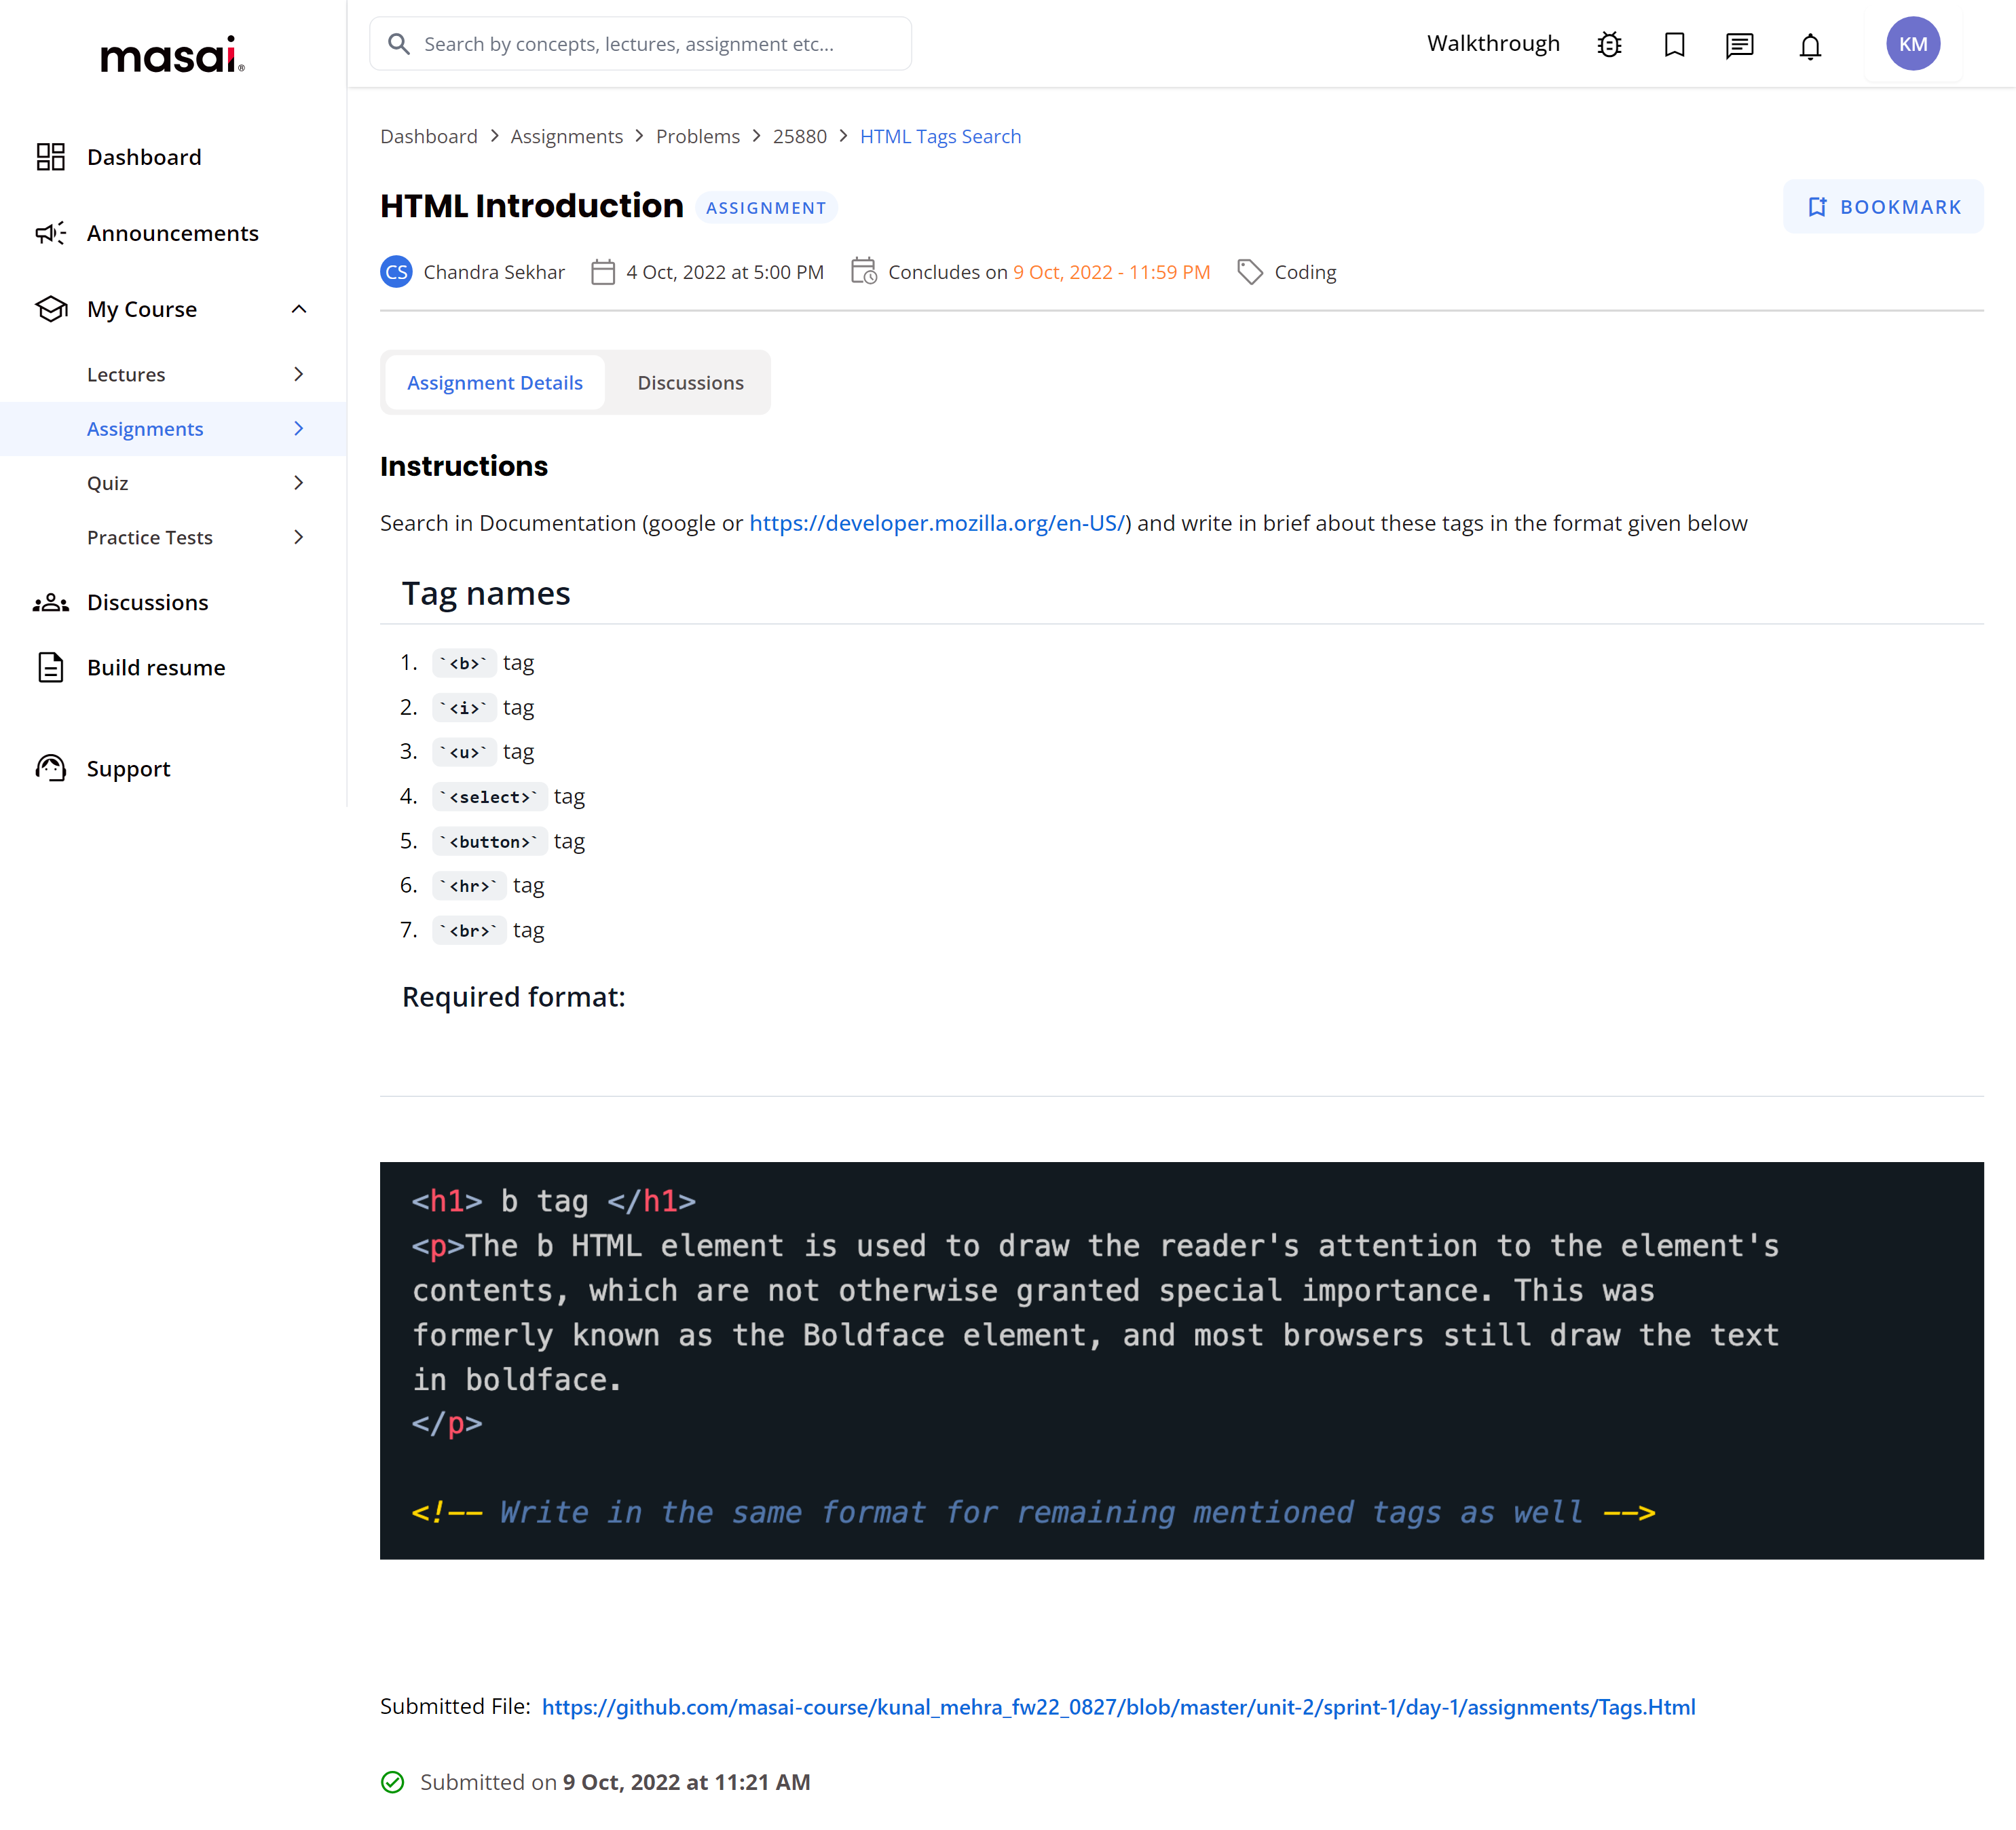 masai®
Search by concepts, lectures, assignment etc...
Walkthrough
KM
Dashboard
Announcements
My Course
Lectures
Assignments
Quiz
Practice Tests
Discussions
Build resume
Support
Dashboard > Assignments > Problems > 25880 > HTML Tags Search
HTML Introduction ASSIGNMENT
BOOKMARK
CS Chandra Sekhar 4 Oct, 2022 at 5:00 PM Concludes on 9 Oct, 2022 - 11:59 PM Coding
Assignment Details Discussions
Instructions
Search in Documentation (google or https://developer.mozilla.org/en-US/) and write in brief about these tags in the format given below
Tag names
1. `<b>` tag
2. `<i>` tag
3. `<u>` tag
4. `<select>` tag
5. `<button>` tag
6. `<hr>` tag
7. `<br>` tag
Required format:
<h1> b tag </h1>
<p>The b HTML element is used to draw the reader's attention to the element's
contents, which are not otherwise granted special importance. This was
formerly known as the Boldface element, and most browsers still draw the text
in boldface.
</p>
<!-- Write in the same format for remaining mentioned tags as well -->
Submitted File: https://github.com/masai-course/kunal_mehra_fw22_0827/blob/master/unit-2/sprint-1/day-1/assignments/Tags.Html
Submitted on 9 Oct, 2022 at 11:21 AM